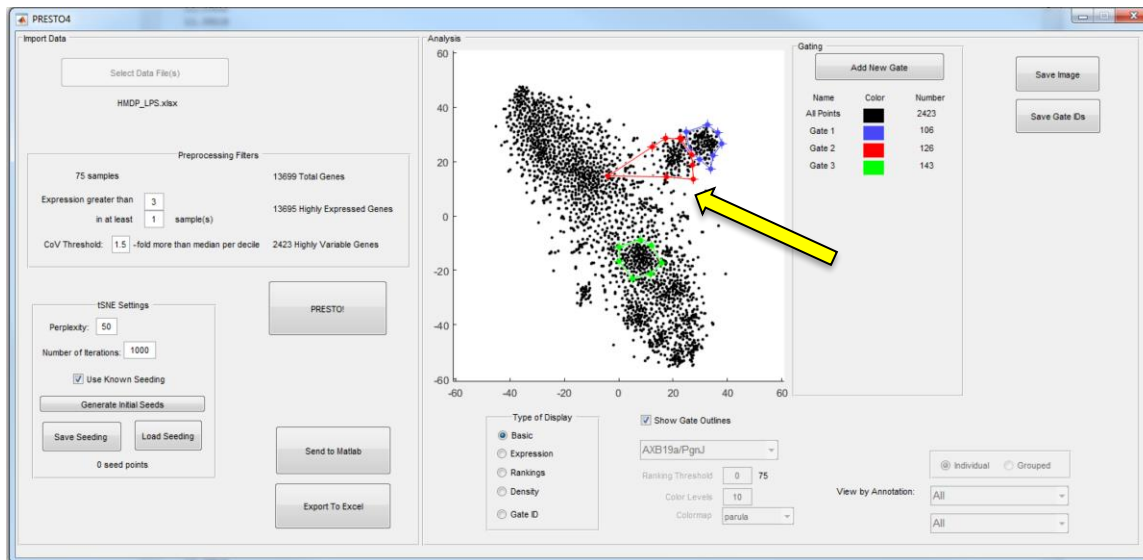 PRESTO4
Import Data
Select Data File(s)
HMDP_LPS.xlsx
Preprocessing Filters
75 samples
13699 Total Genes
Expression greater than 3
13695 Highly Expressed Genes
in at least 1 sample(s)
CoV Threshold: 1.5 -fold more than median per decile 2423 Highly Variable Genes
tSNE Settings
Perplexity: 50
Number of Iterations: 1000
Use Known Seeding
Generate Initial Seeds
Save Seeding Load Seeding
0 seed points
PRESTO!
Send to Matlab
Export To Excel
Analysis
60
40
20
0
-20
-40
-60
-60 -40 -20 0 20 40 60
Type of Display
Basic
Expression
Rankings
Density
Gate ID
Show Gate Outlines
AXB19a/PgnJ
Ranking Threshold 0 75
Color Levels 10
Colormap parula
Gating
Add New Gate
Name Color Number
All Points 2423
Gate 1 106
Gate 2 126
Gate 3 143
Save Image
Save Gate IDs
Individual Grouped
View by Annotation: All
All